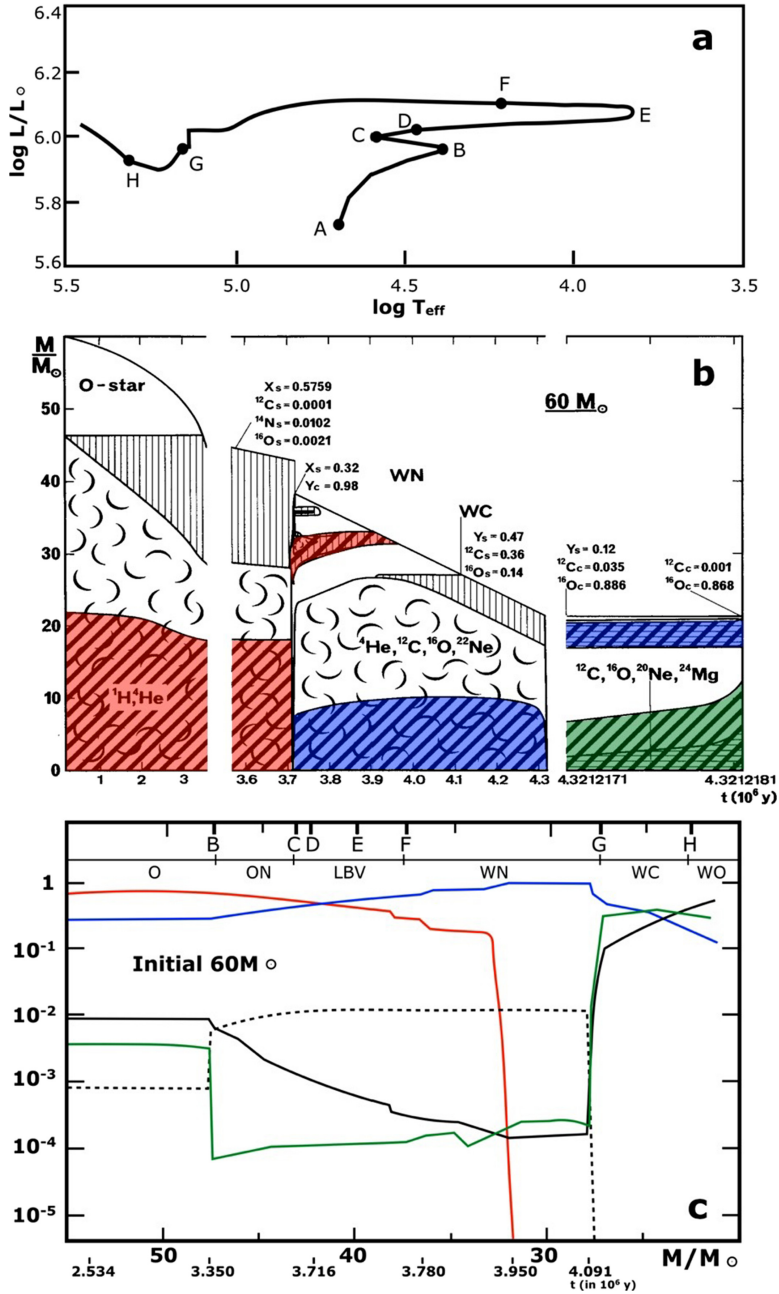 a
6.4
6.2
6.0
5.8
5.6
log L/L☉
F
E
D
C
B
G
H
A
5.5 5.0 4.5 4.0 3.5
log Teff
b
M/M☉
50
40
30
20
10
0
O-star
Xs=0.5759
¹²Cs=0.0001
¹⁴Ns=0.0102
¹⁶Os=0.0021
Xs=0.32
Yc=0.98
WN
60 M☉
WC
Ys=0.47
¹²Cs=0.36
¹⁶Os=0.14
Ys=0.12
¹²Cc=0.035
¹⁶Oc=0.886
¹²Cc=0.001
¹⁶Oc=0.868
¹H,⁴He
⁴He,¹²C,¹⁶O,²²Ne
¹²C,¹⁶O,²⁰Ne,²⁴Mg
1 2 3 3.6 3.7 3.8 3.9 4.0 4.1 4.2 4.3 4.3212171 4.3212181
t (10⁶ y)
B C D E F G H
O ON LBV WN WC WO
1
10⁻¹
10⁻²
10⁻³
10⁻⁴
10⁻⁵
Initial 60M☉
c
50 40 30 M/M☉
2.534 3.350 3.716 3.780 3.950 4.091
t (in 10⁶ y)